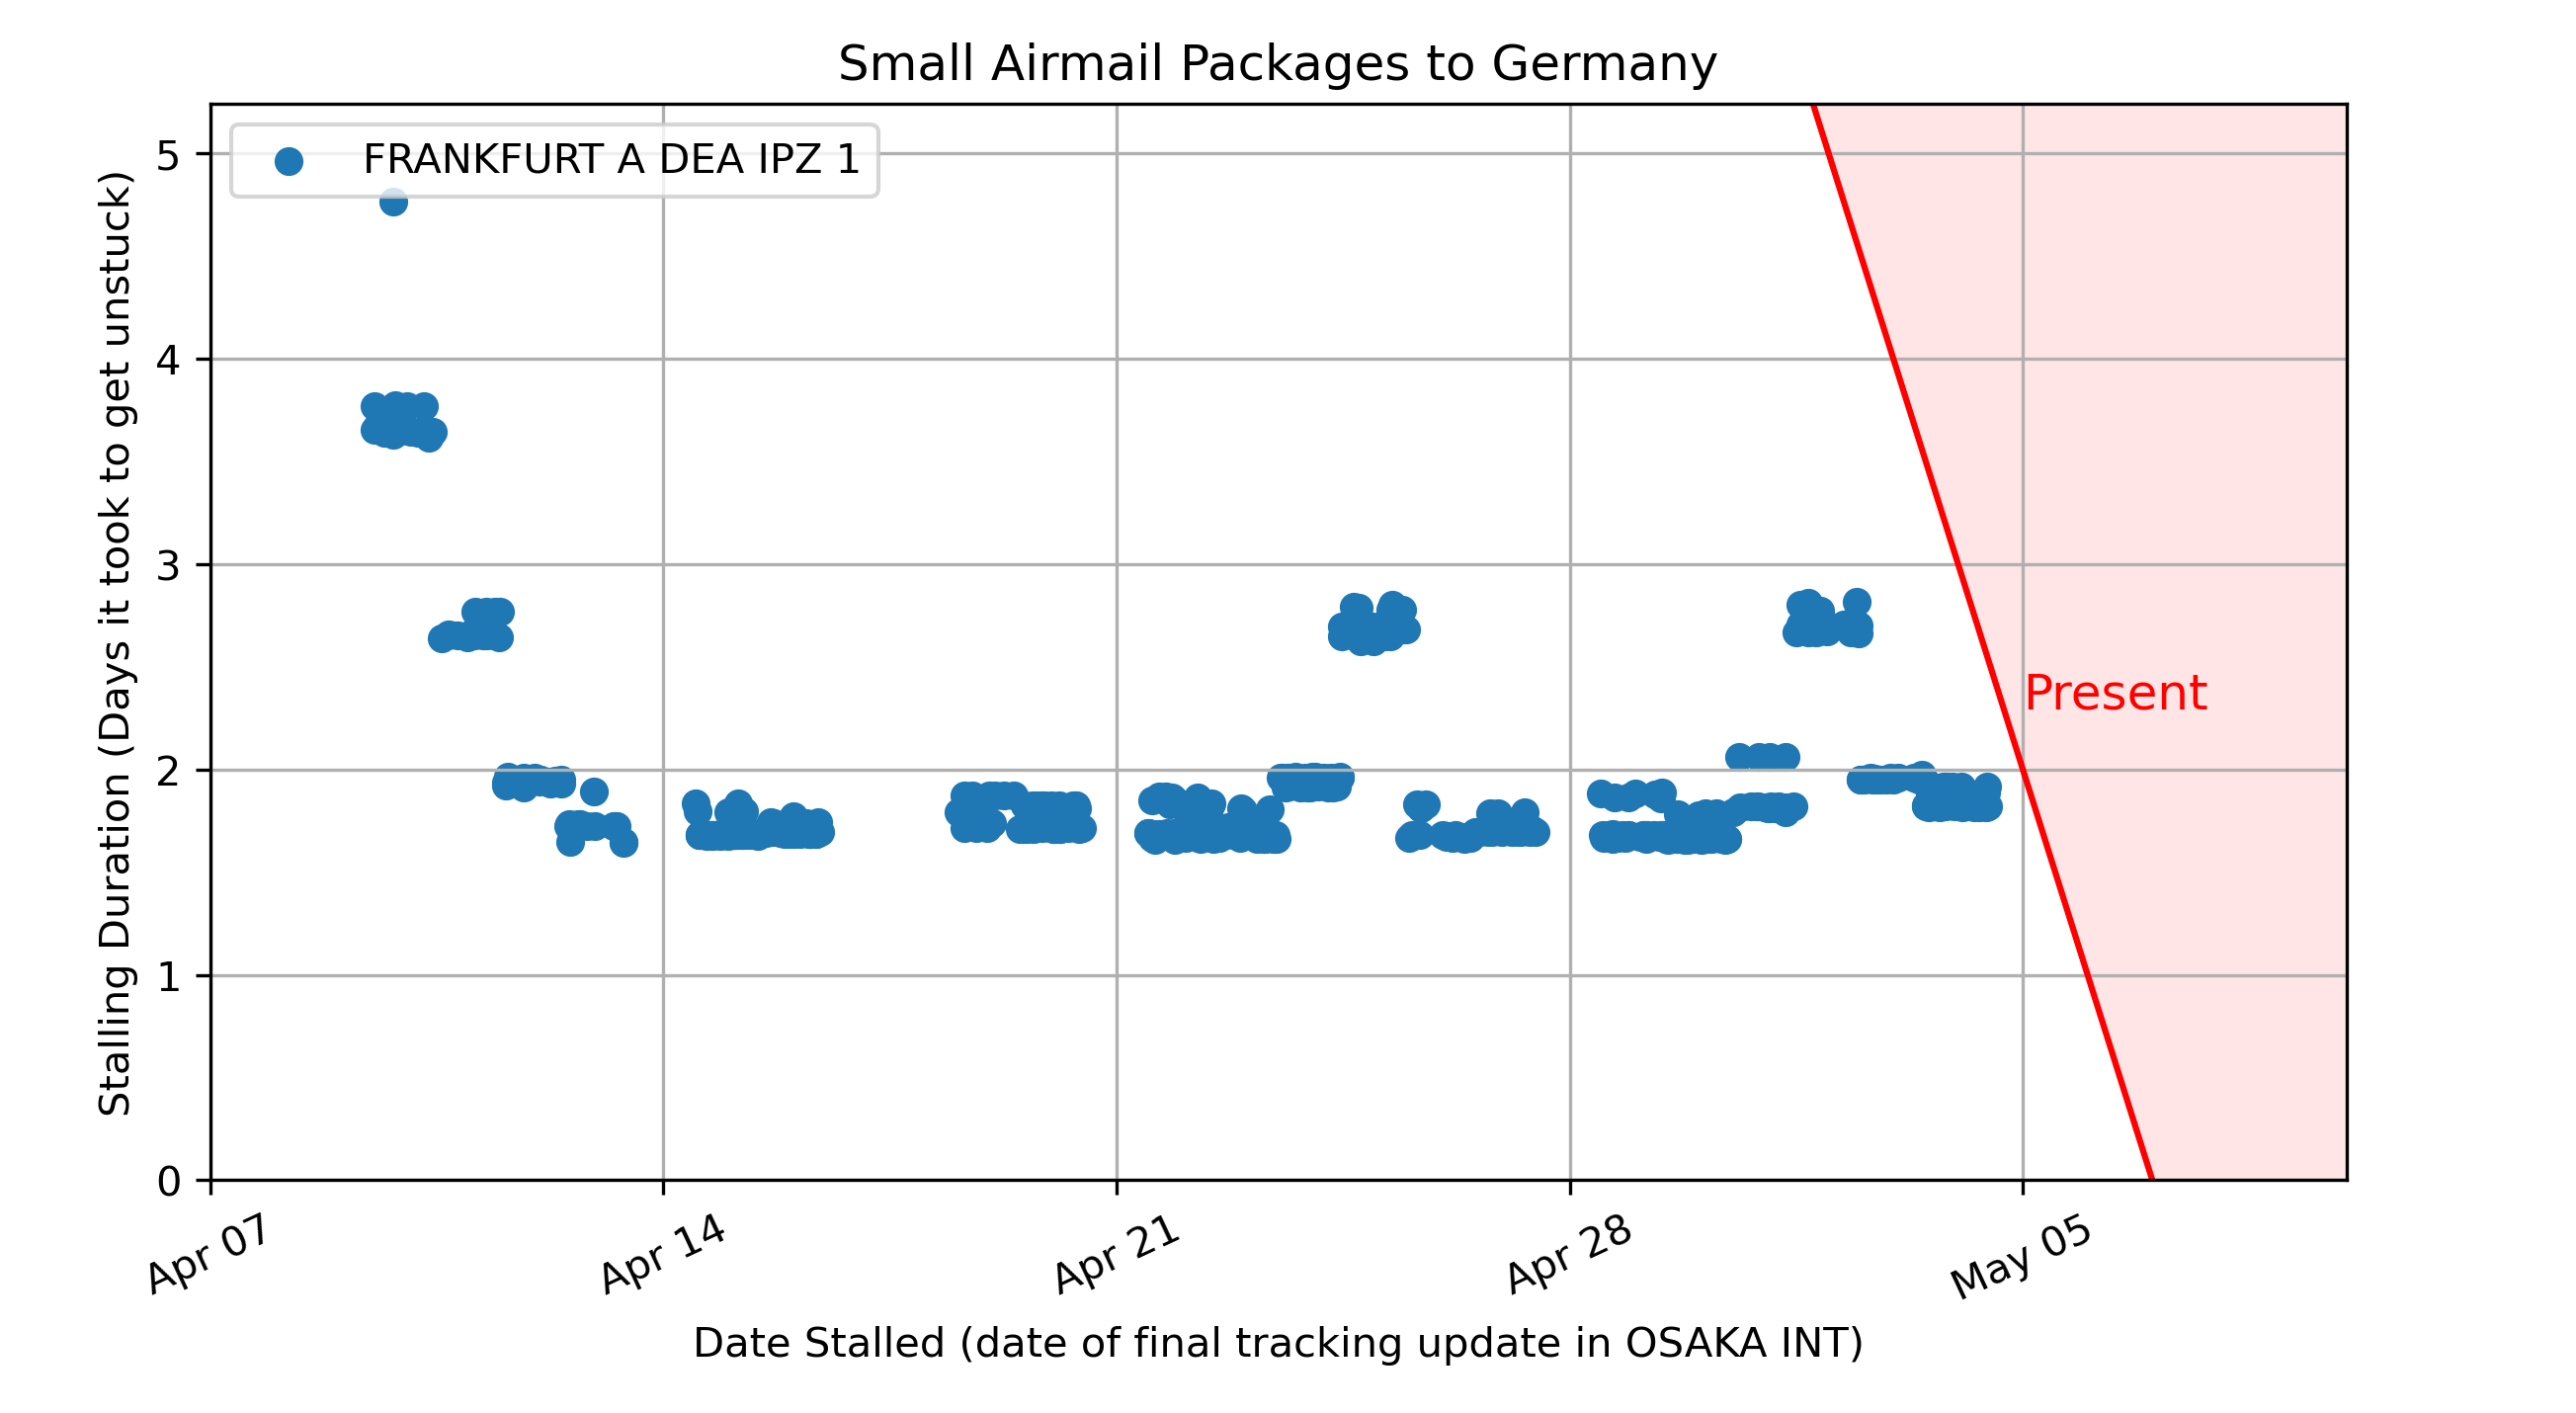 Small Airmail Packages to Germany
FRANKFURT A DEA IPZ 1
Stalling Duration (Days it took to get unstuck)
5
4
3
2
1
0
Present
Apr 07
Apr 14
Apr 21
Apr 28
May 05
Date Stalled (date of final tracking update in OSAKA INT)